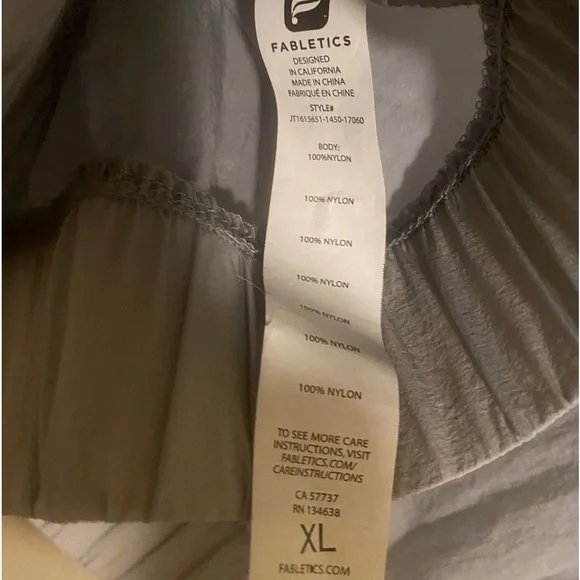 FABLETICS
DESIGNED
IN CALIFORNIA
MADE IN CHINA
FABRIQUÉ EN CHINE
STYLE#
JT1615651-1450-17060
BODY:
100%NYLON
100% NYLON
100% NYLON
100% NYLON
100% NYLON
100% NYLON
100% NYLON
TO SEE MORE CARE
INSTRUCTIONS, VISIT
FABLETICS.COM/
CAREINSTRUCTIONS
CA 57737
RN 134638
XL
FABLETICS.COM